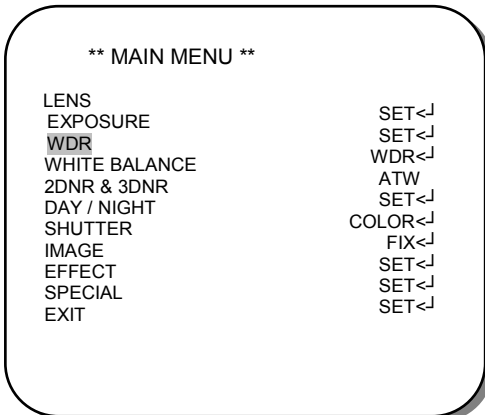 ** MAIN MENU **
LENS SET<┘
EXPOSURE SET<┘
WDR WDR<┘
WHITE BALANCE ATW
2DNR & 3DNR SET<┘
DAY / NIGHT COLOR<┘
SHUTTER FIX<┘
IMAGE SET<┘
EFFECT SET<┘
SPECIAL SET<┘
EXIT